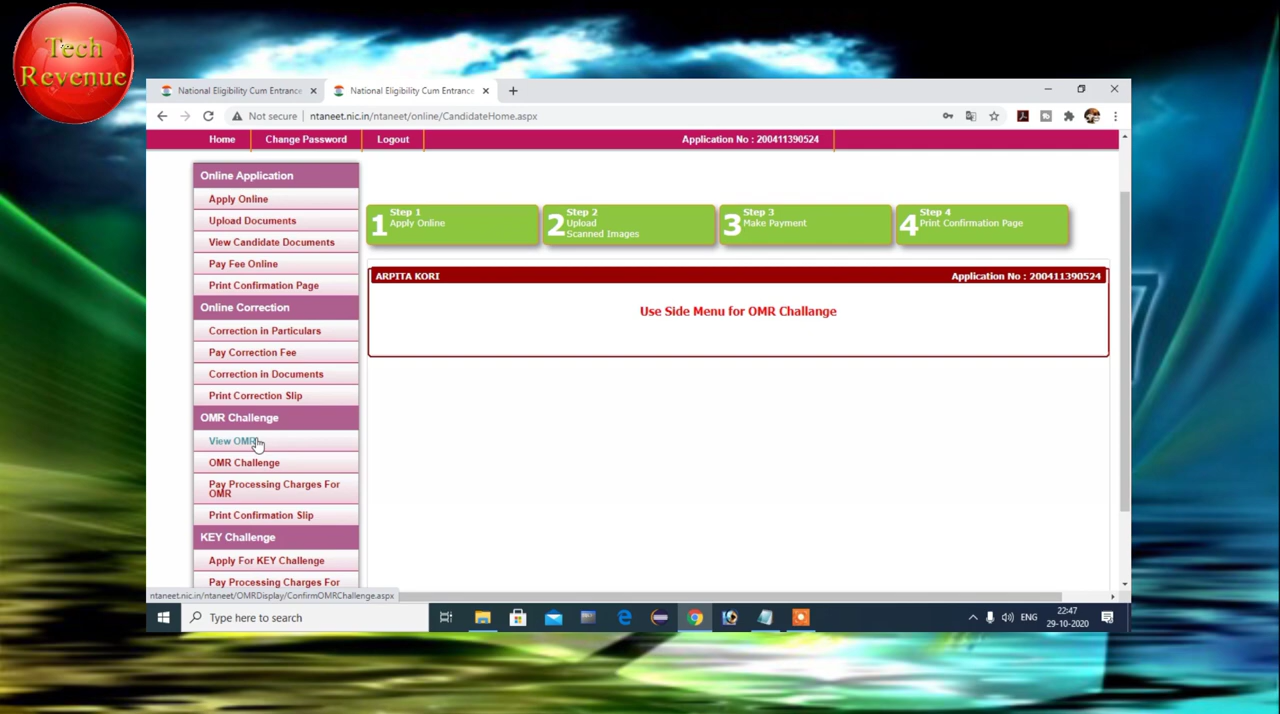 Tech
Revenue
National Eligibility Cum Entrance
National Eligibility Cum Entrance
Not secure | ntaneet.nic.in/ntaneet/online/CandidateHome.aspx
Home
Change Password
Logout
Application No : 200411390524
Online Application
Apply Online
Upload Documents
View Candidate Documents
Pay Fee Online
Print Confirmation Page
Online Correction
Correction in Particulars
Pay Correction Fee
Correction in Documents
Print Correction Slip
OMR Challenge
View OMR
OMR Challenge
Pay Processing Charges For
OMR
Print Confirmation Slip
KEY Challenge
Apply For KEY Challenge
Pay Processing Charges For
1 Step 1
Apply Online
2 Step 2
Upload
Scanned Images
3 Step 3
Make Payment
4 Step 4
Print Confirmation Page
ARPITA KORI
Application No : 200411390524
Use Side Menu for OMR Challange
ntaneet.nic.in/ntaneet/OMRDisplay/ConfirmOMRChallenge.aspx
Type here to search
ENG
22:47
29-10-2020